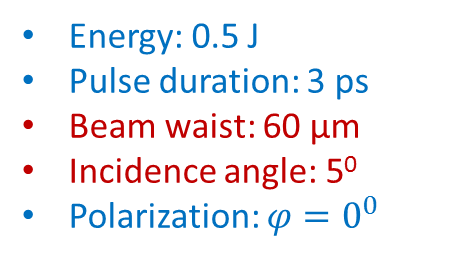 • Energy: 0.5 J
• Pulse duration: 3 ps
• Beam waist: 60 μm
• Incidence angle: 5⁰
• Polarization: 𝜑 = 0⁰